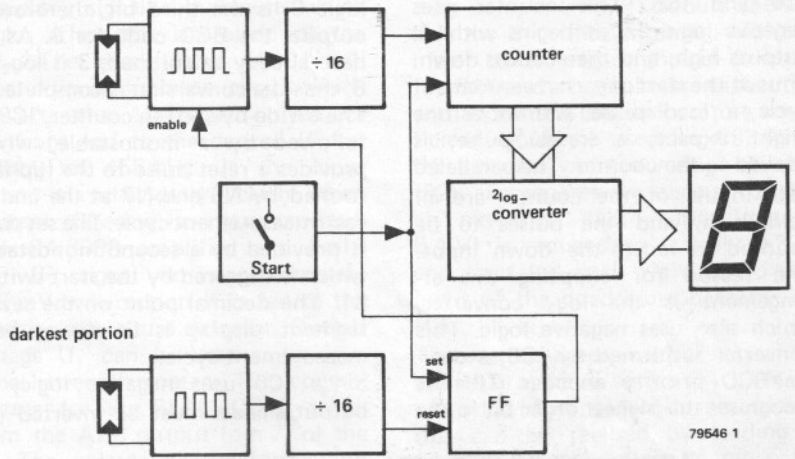 ÷ 16
counter
enable
²log
converter
Start
darkest portion
÷ 16
set
reset
FF
79546 1